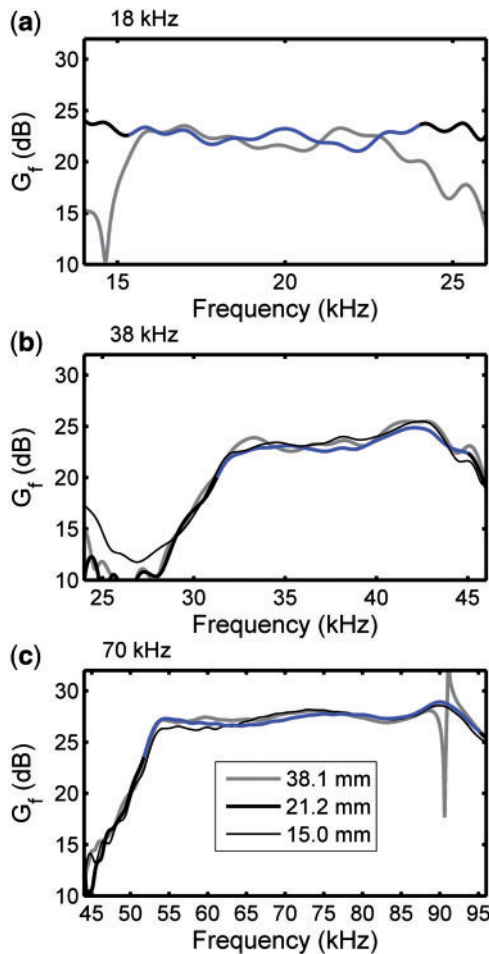 (a) 18 kHz
30
25
20
15
10
G_f (dB)
15 20 25
Frequency (kHz)
(b) 38 kHz
30
25
20
15
10
G_f (dB)
25 30 35 40 45
Frequency (kHz)
(c) 70 kHz
30
25
20
15
10
G_f (dB)
38.1 mm
21.2 mm
15.0 mm
45 50 55 60 65 70 75 80 85 90 95
Frequency (kHz)